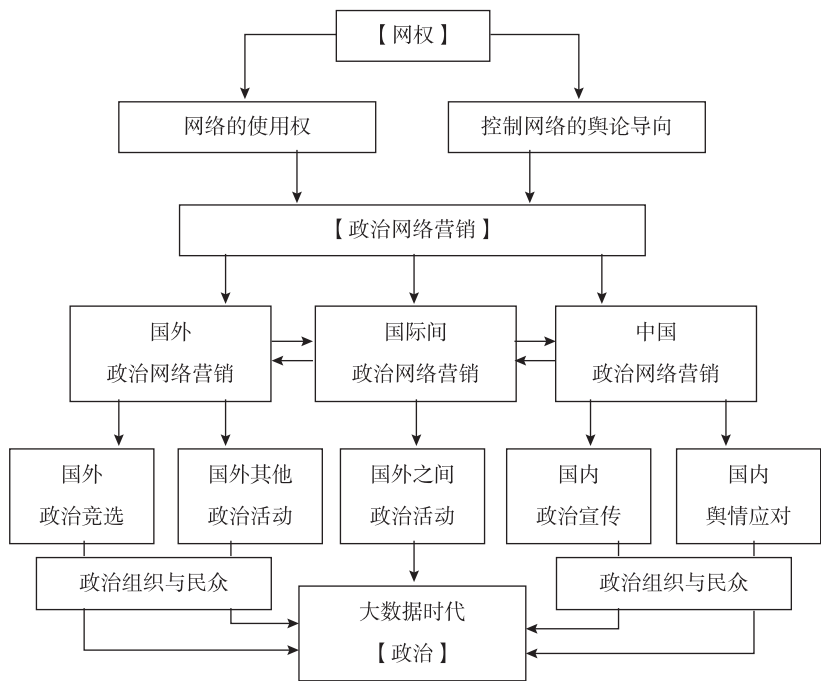 【网权】
网络的使用权
控制网络的舆论导向
【政治网络营销】
国外
政治网络营销
国际间
政治网络营销
中国
政治网络营销
国外
政治竞选
国外其他
政治活动
国外之间
政治活动
国内
政治宣传
国内
舆情应对
政治组织与民众
政治组织与民众
大数据时代
【政治】